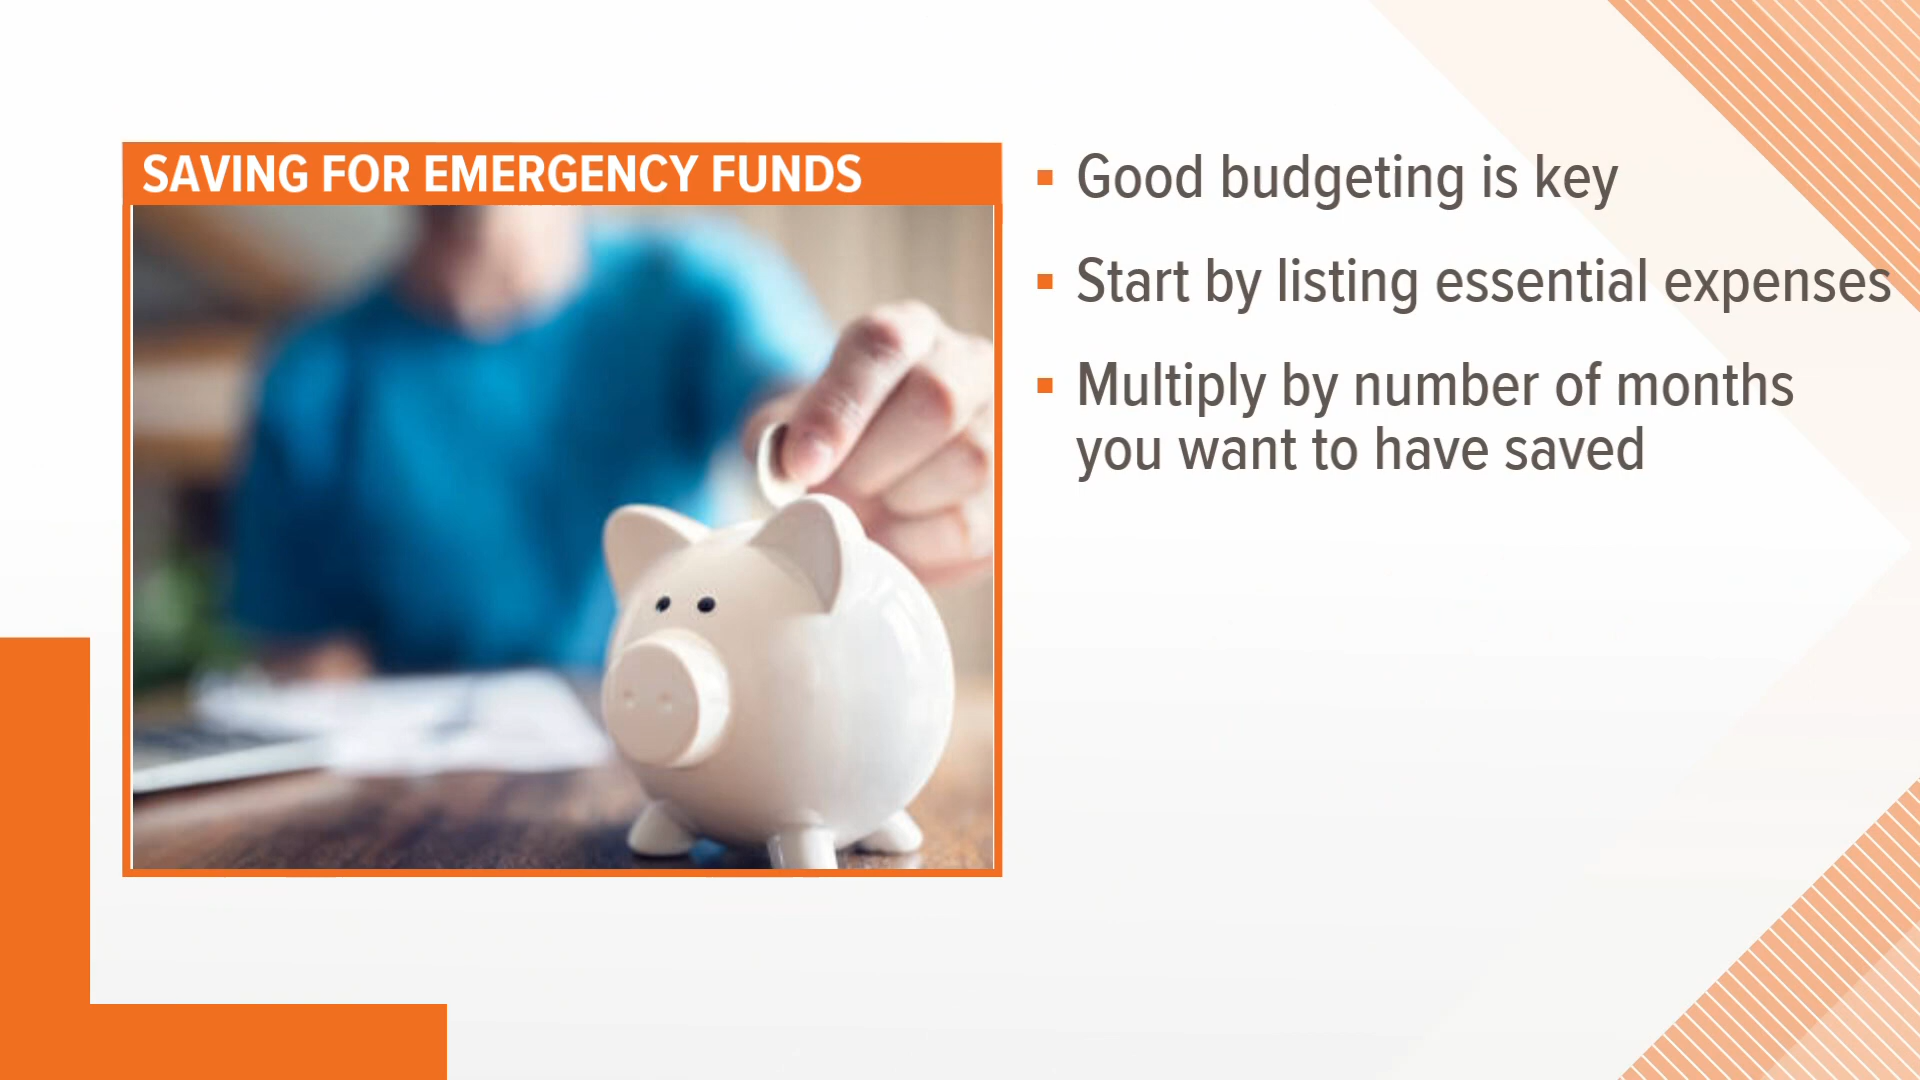 SAVING FOR EMERGENCY FUNDS
▪ Good budgeting is key
▪ Start by listing essential expenses
▪ Multiply by number of months
you want to have saved